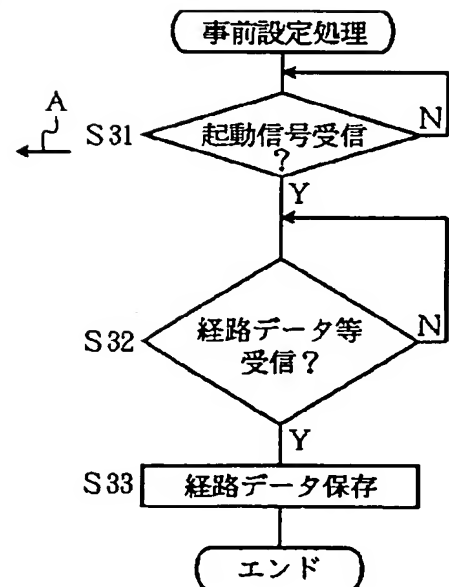 事前設定処理
A
S31
起動信号受信
?
N
Y
S32
経路データ等
受信?
N
Y
S33
経路データ保存
エンド